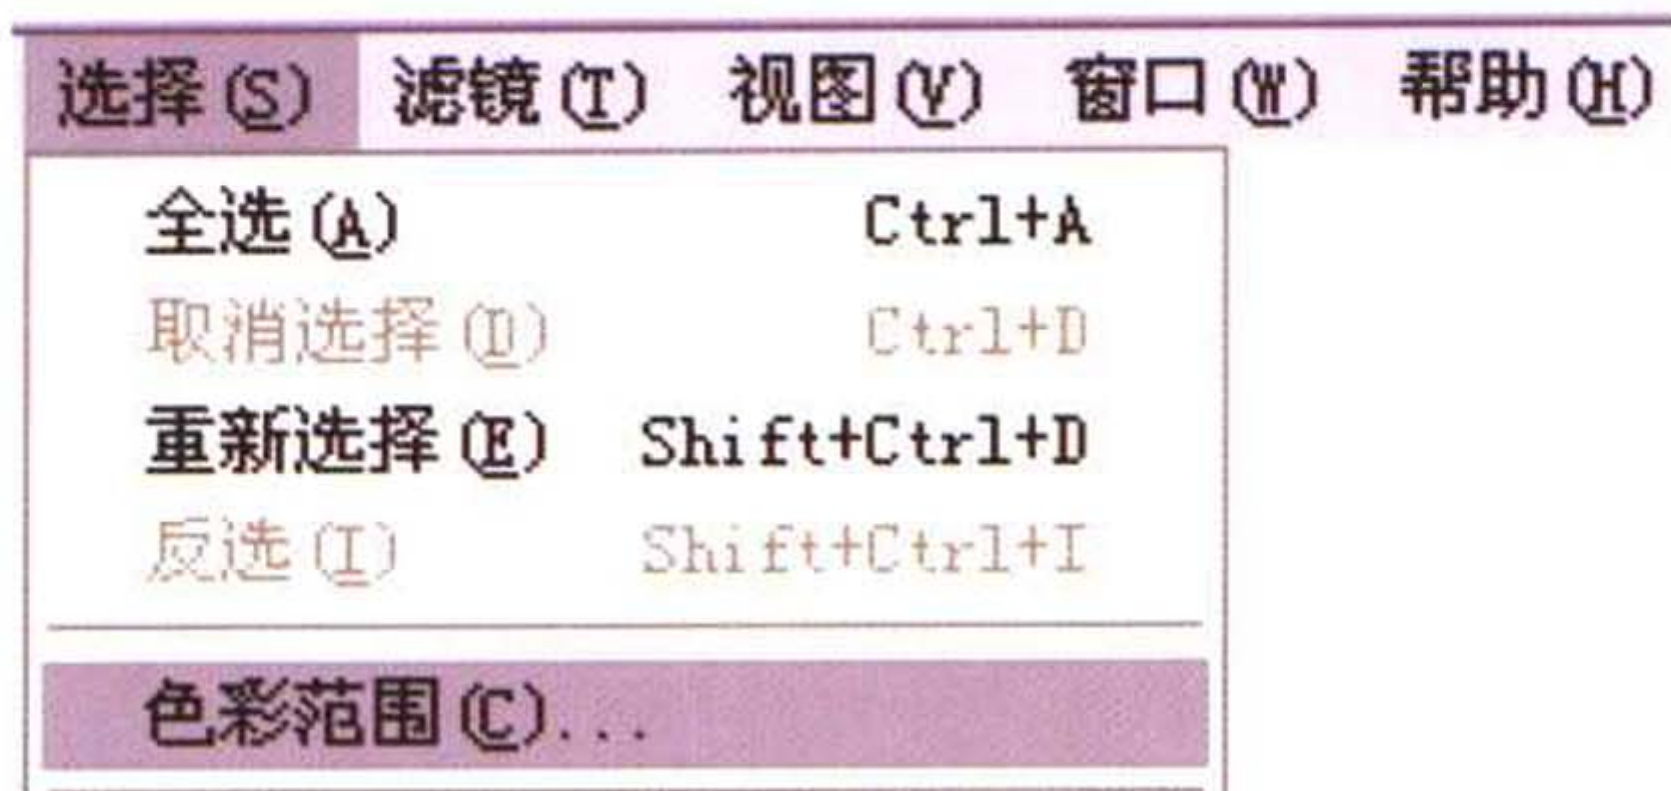 选择(S) 滤镜(T) 视图(V) 窗口(W) 帮助(H)
全选(A) Ctrl+A
取消选择(D) Ctrl+D
重新选择(E) Shift+Ctrl+D
反选(I) Shift+Ctrl+I
色彩范围(C)...